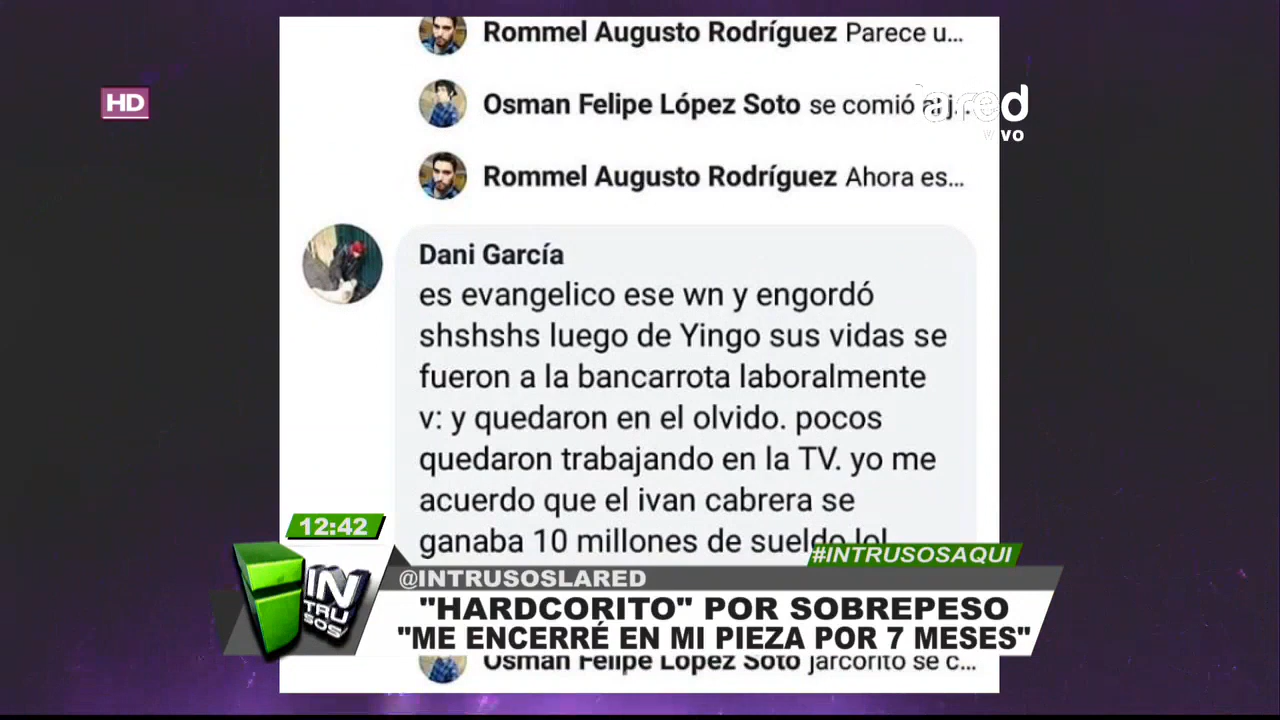 Rommel Augusto Rodríguez Parece u...
HD
Osman Felipe López Soto se comió al j...
lared
vivo
Rommel Augusto Rodríguez Ahora es...
Dani García
es evangelico ese wn y engordó
shshshs luego de Yingo sus vidas se
fueron a la bancarrota laboralmente
v: y quedaron en el olvido. pocos
quedaron trabajando en la TV. yo me
acuerdo que el ivan cabrera se
ganaba 10 millones de sueldo lol
12:42
#INTRUSOSAQUI
INTRUSOS
@INTRUSOSLARED
"HARDCORITO" POR SOBREPESO
"ME ENCERRÉ EN MI PIEZA POR 7 MESES"
Osman Felipe López Soto jarcorito se c...